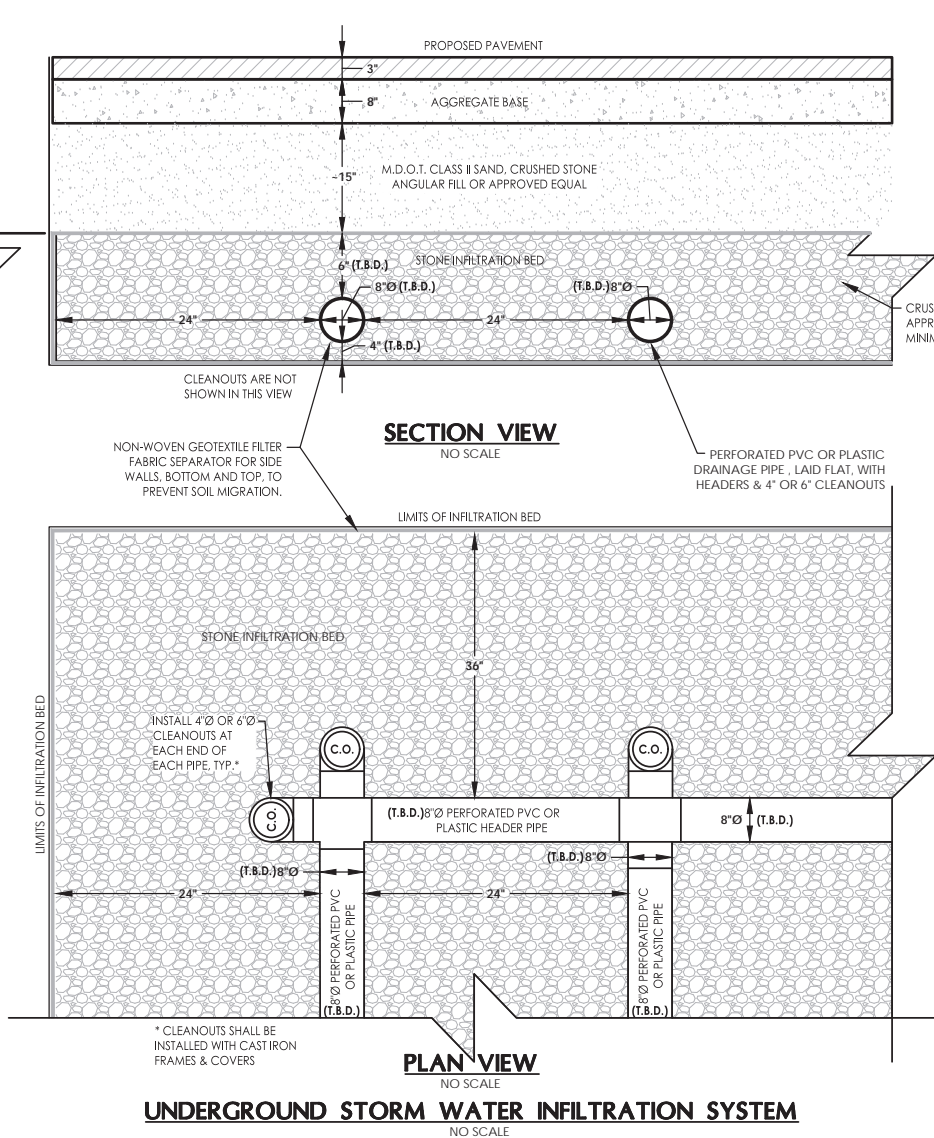 PROPOSED PAVEMENT
3"
8"
AGGREGATE BASE
~15"
M.D.O.T. CLASS II SAND, CRUSHED STONE
ANGULAR FILL OR APPROVED EQUAL
6" (T.B.D.)
STONE INFILTRATION BED
8"Ø (T.B.D.)
(T.B.D.)8"Ø
24"
24"
4" (T.B.D.)
CRUS
APPR
MINIM
CLEANOUTS ARE NOT
SHOWN IN THIS VIEW
SECTION VIEW
NO SCALE
NON-WOVEN GEOTEXTILE FILTER
FABRIC SEPARATOR FOR SIDE
WALLS, BOTTOM AND TOP, TO
PREVENT SOIL MIGRATION.
PERFORATED PVC OR PLASTIC
DRAINAGE PIPE , LAID FLAT, WITH
HEADERS & 4" OR 6" CLEANOUTS
LIMITS OF INFILTRATION BED
STONE INFILTRATION BED
36"
LIMITS OF INFILTRATION BED
INSTALL 4"Ø OR 6"Ø
CLEANOUTS AT
EACH END OF
EACH PIPE, TYP.*
C.O.
C.O.
C.O.
(T.B.D.)8"Ø PERFORATED PVC OR
PLASTIC HEADER PIPE
8"Ø (T.B.D.)
(T.B.D.)8"Ø
(T.B.D.)8"Ø
24"
24"
8"Ø PERFORATED PVC
OR PLASTIC PIPE
(T.B.D.)
8"Ø PERFORATED PVC
OR PLASTIC PIPE
(T.B.D.)
* CLEANOUTS SHALL BE
INSTALLED WITH CAST IRON
FRAMES & COVERS
PLAN VIEW
NO SCALE
UNDERGROUND STORM WATER INFILTRATION SYSTEM
NO SCALE